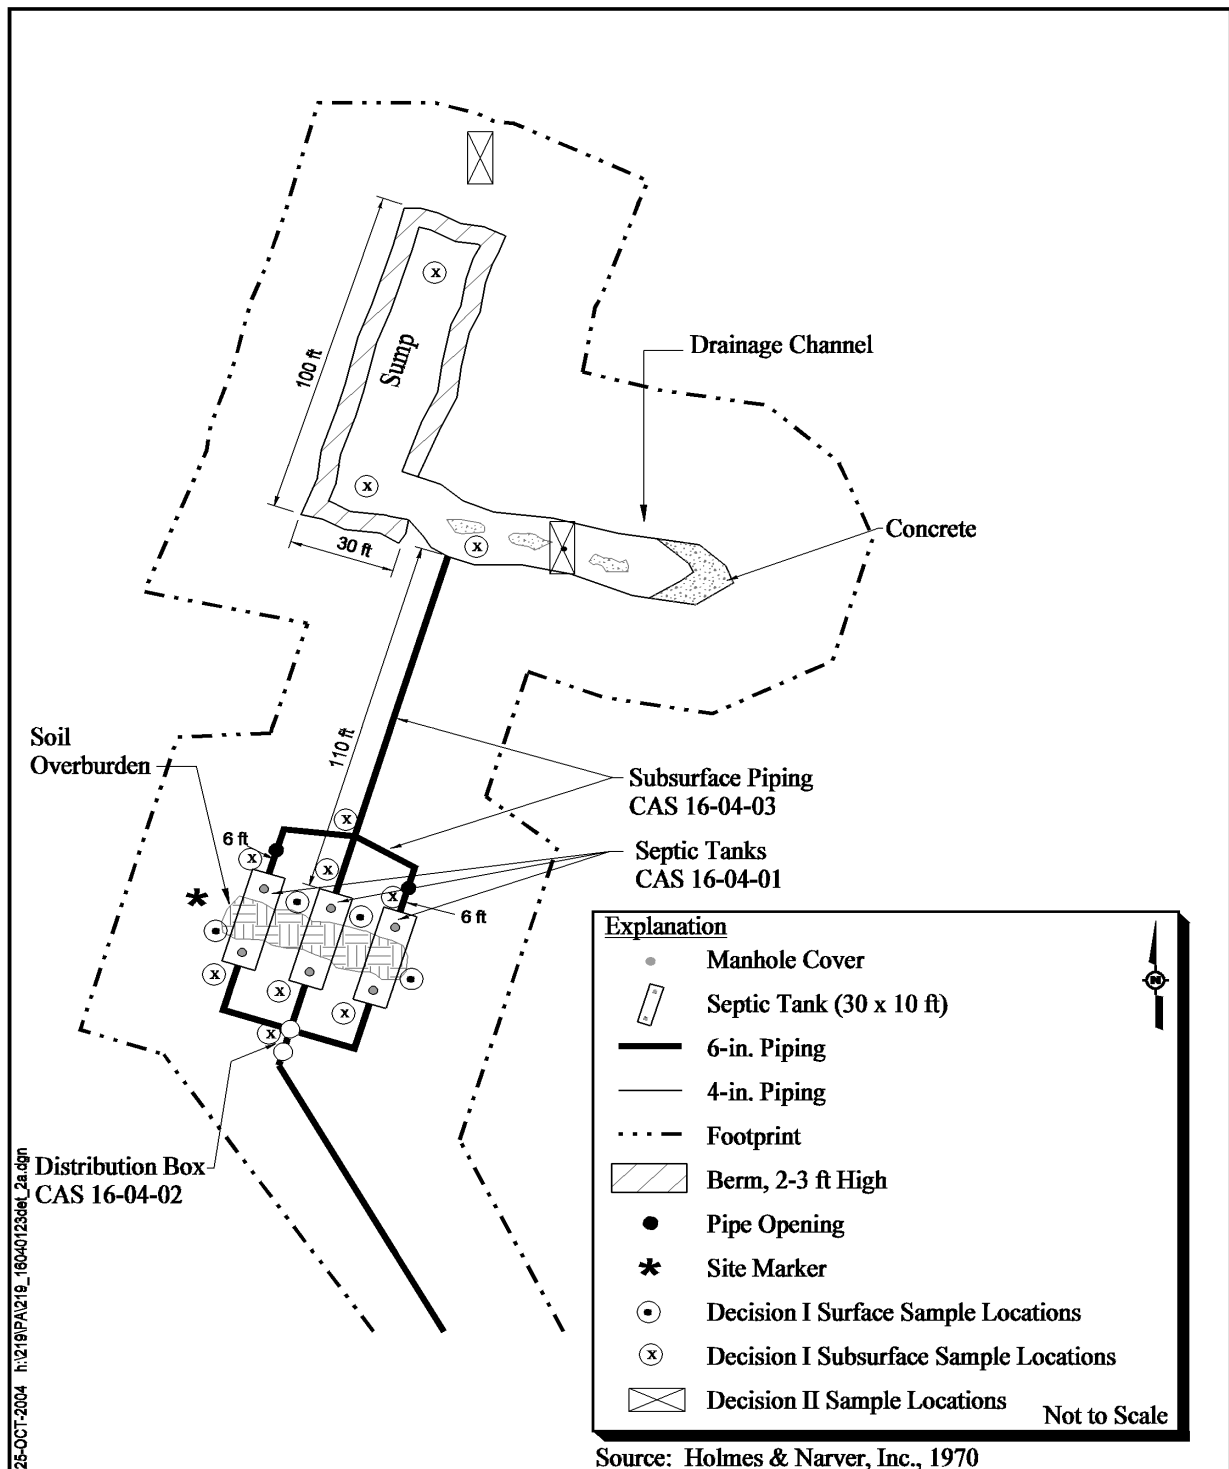 Drainage Channel
100 ft
Sump
Concrete
30 ft
110 ft
Soil
Overburden
Subsurface Piping
CAS 16-04-03
6 ft
Septic Tanks
CAS 16-04-01
6 ft
Distribution Box
CAS 16-04-02
Explanation
N
Manhole Cover
Septic Tank (30 x 10 ft)
6-in. Piping
4-in. Piping
Footprint
Berm, 2-3 ft High
Pipe Opening
Site Marker
Decision I Surface Sample Locations
x Decision I Subsurface Sample Locations
Decision II Sample Locations
Not to Scale
Source: Holmes & Narver, Inc., 1970
25-OCT-2004 h:\219\PA\219_16040123det_2a.dgn